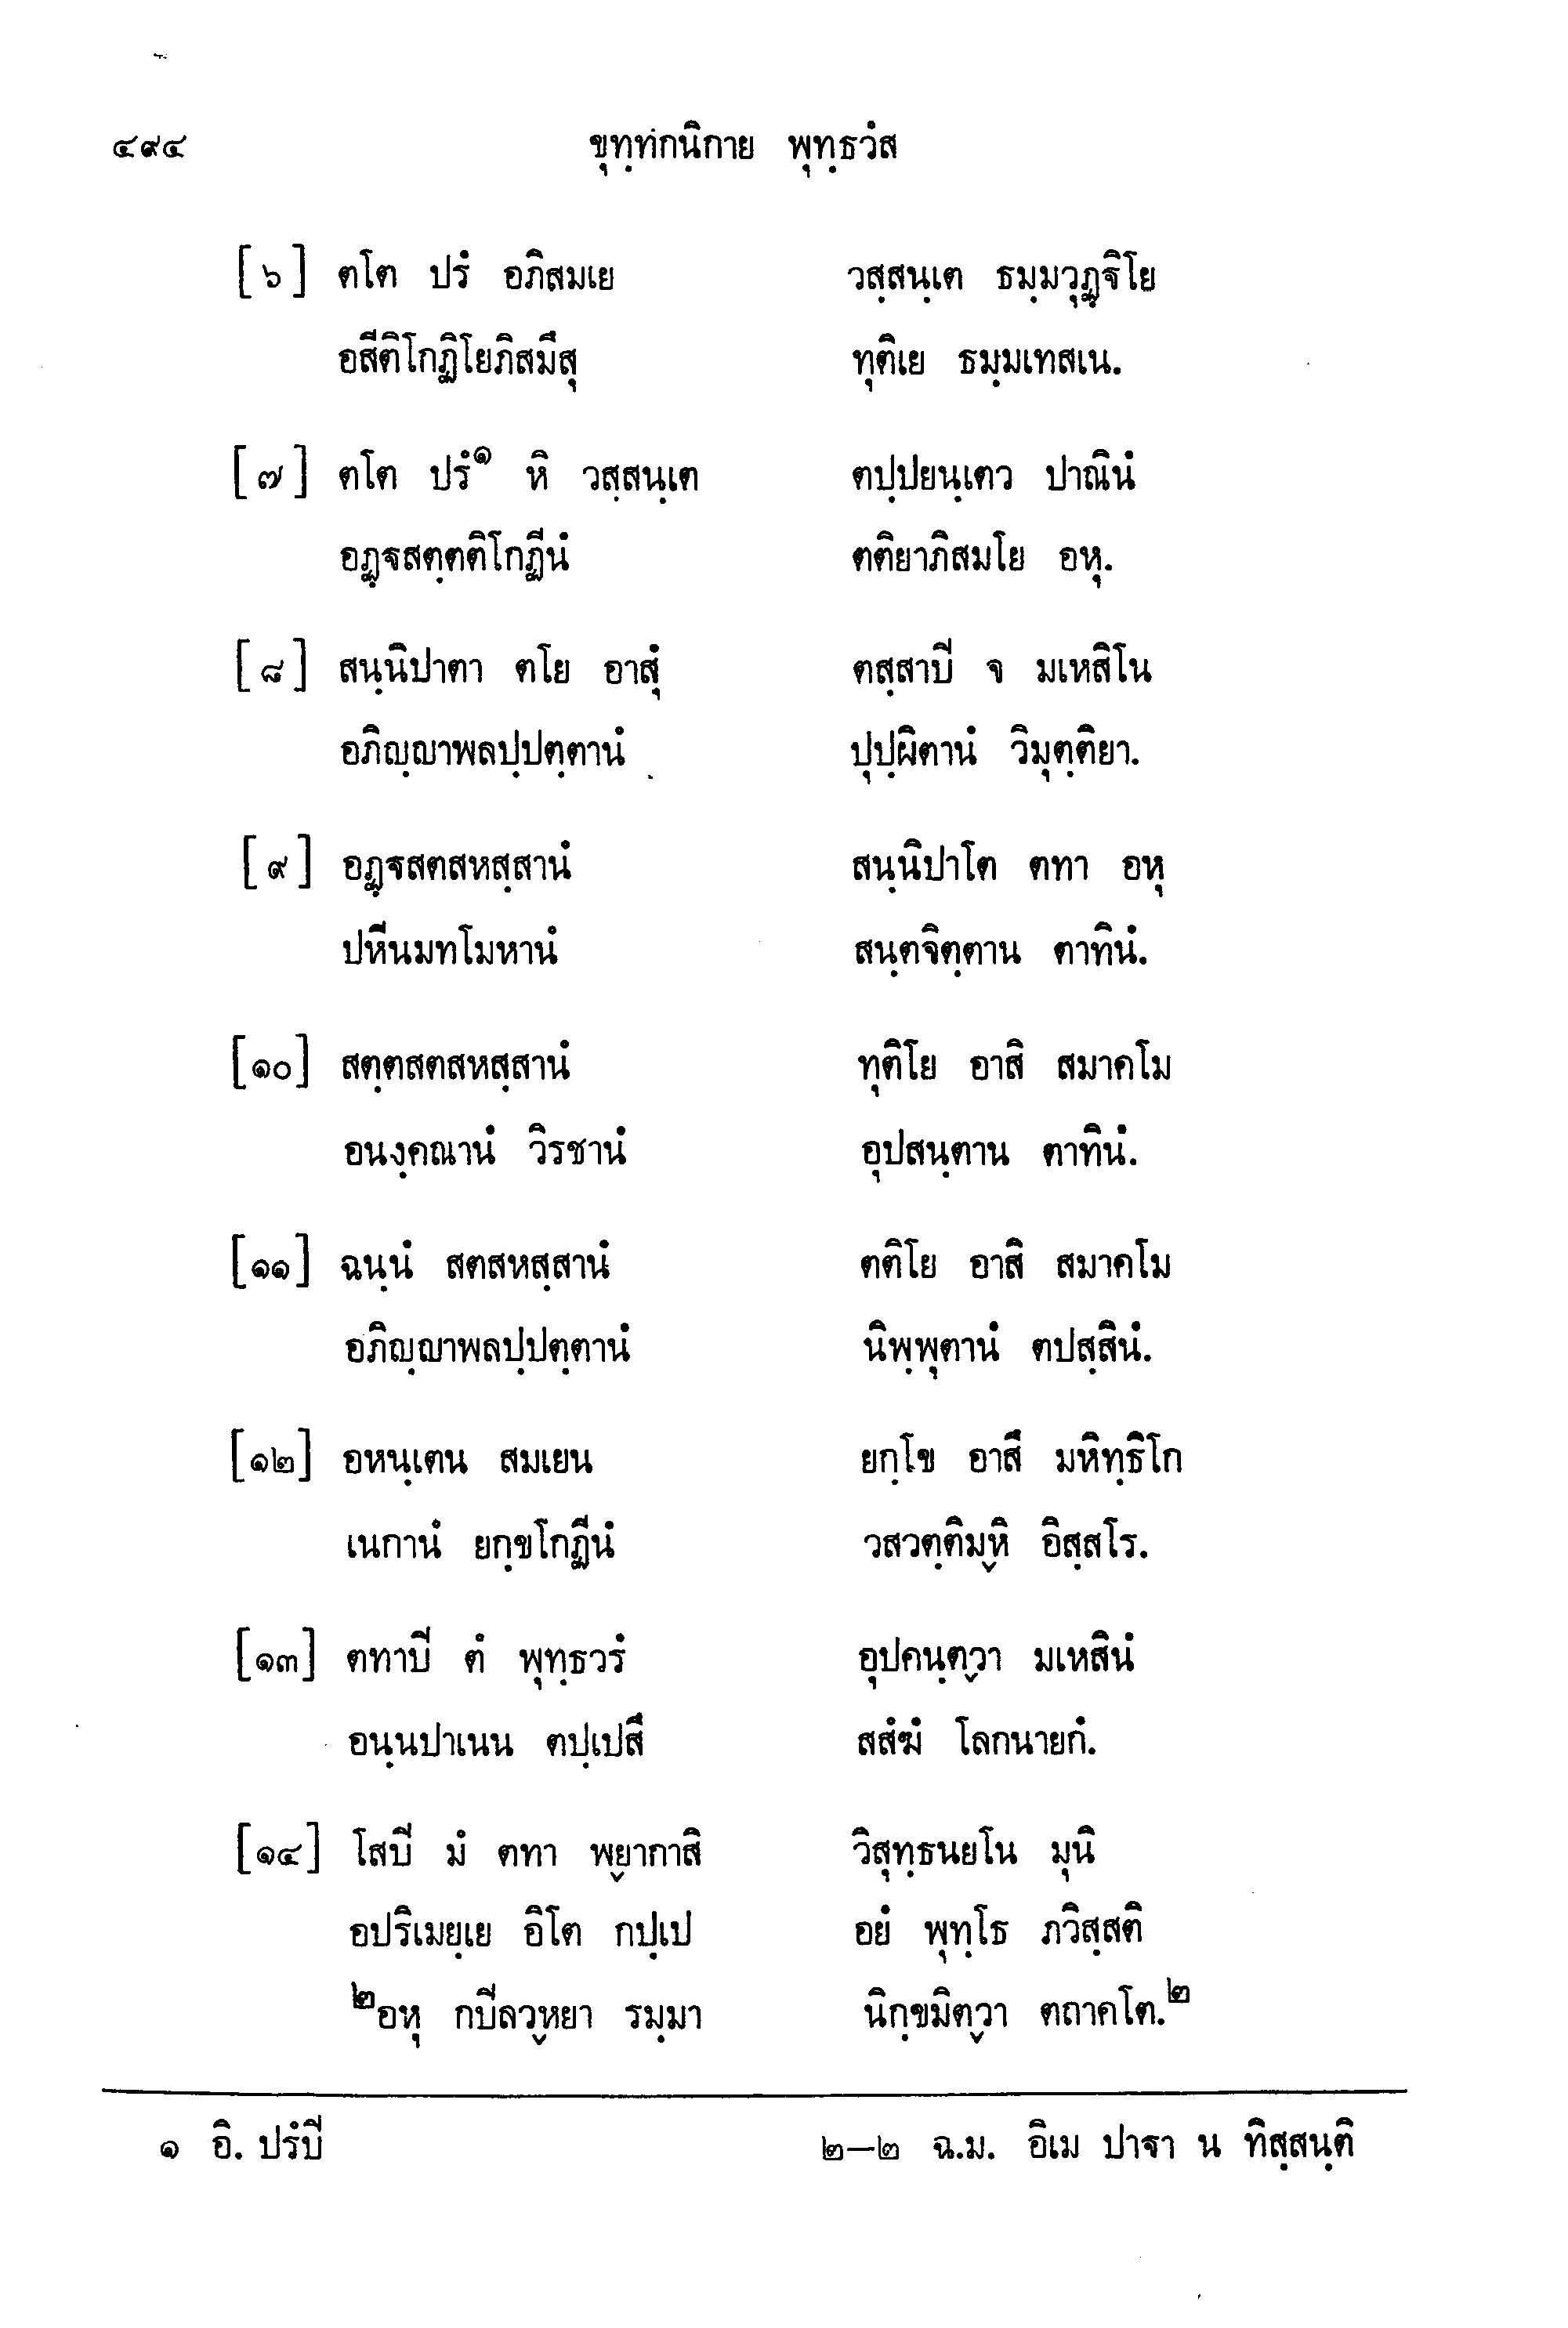 ๔๙๔ ขุทฺทกนิกาย พุทฺธวํส
[๖] ตโต ปรํ อภิสมเย วสฺสนฺเต ธมฺมวุฏฺฐิโย
อสีติโกฏิโยภิสมึสุ ทุติเย ธมฺมเทสเน.
[๗] ตโต ปรํ๑ หิ วสฺสนฺเต ตปฺปยนฺเตว ปาณินํ
อฏฺฐสตฺตติโกฏีนํ ตติยาภิสมโย อหุ.
[๘] สนฺนิปาตา ตโย อาสุํ ตสฺสาปิ จ มเหสิโน
อภิญฺญาพลปฺปตฺตานํ ปุปฺผิตานํ วิมุตฺติยา.
[๙] อฏฺฐสตสหสฺสานํ สนฺนิปาโต ตทา อหุ
ปหีนมทโมหานํ สนฺตจิตฺตาน ตาทินํ.
[๑๐] สตฺตสตสหสฺสานํ ทุติโย อาสิ สมาคโม
อนงฺคณานํ วิรชานํ อุปสนฺตาน ตาทินํ.
[๑๑] ฉนฺนํ สตสหสฺสานํ ตติโย อาสิ สมาคโม
อภิญฺญาพลปฺปตฺตานํ นิพฺพุตานํ ตปสฺสินํ.
[๑๒] อหนฺเตน สมเยน ยกฺโข อาสึ มหิทฺธิโก
เนกานํ ยกฺขโกฏีนํ วสวตฺติมฺหิ อิสฺสโร.
[๑๓] ตทาปิ ตํ พุทฺธวรํ อุปคนฺตฺวา มเหสินํ
อนฺนปาเนน ตปฺเปสึ สสํฆํ โลกนายกํ.
[๑๔] โสปิ มํ ตทา พฺยากาสิ วิสุทฺธนยโน มุนิ
อปริเมยฺเย อิโต กปฺเป อยํ พุทฺโธ ภวิสฺสติ
๒อหุ กปิลวฺหยา รมฺมา นิกฺขมิตฺวา ตถาคโต.๒
๑ อิ. ปรํปิ ๒–๒ ฉ.ม. อิเม ปาฐา น ทิสฺสนฺติ